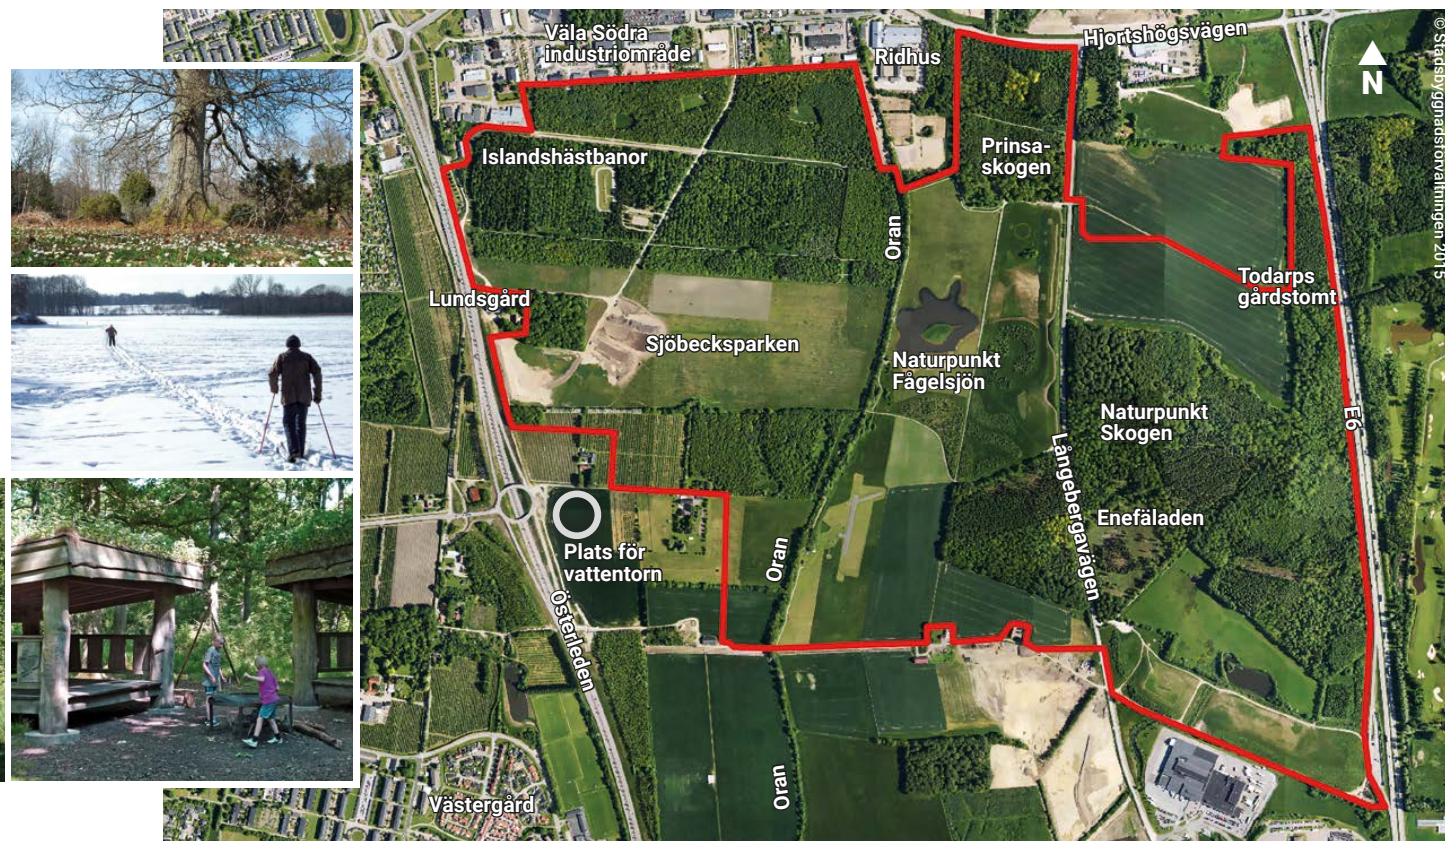 Väla Södra
industriområde
Ridhus
Hjortshögsvägen
N
© Stadsbyggnadsförvaltningen 2015
Islandshästbanor
Prinsa-
skogen
Oran
Lundsgård
Sjöbecksparken
Naturpunkt
Fågelsjön
Todarps
gårdstomt
Naturpunkt
Skogen
E6
Långebergavägen
Enefäladen
Plats för
vattentorn
Oran
Österleden
Oran
Västergård